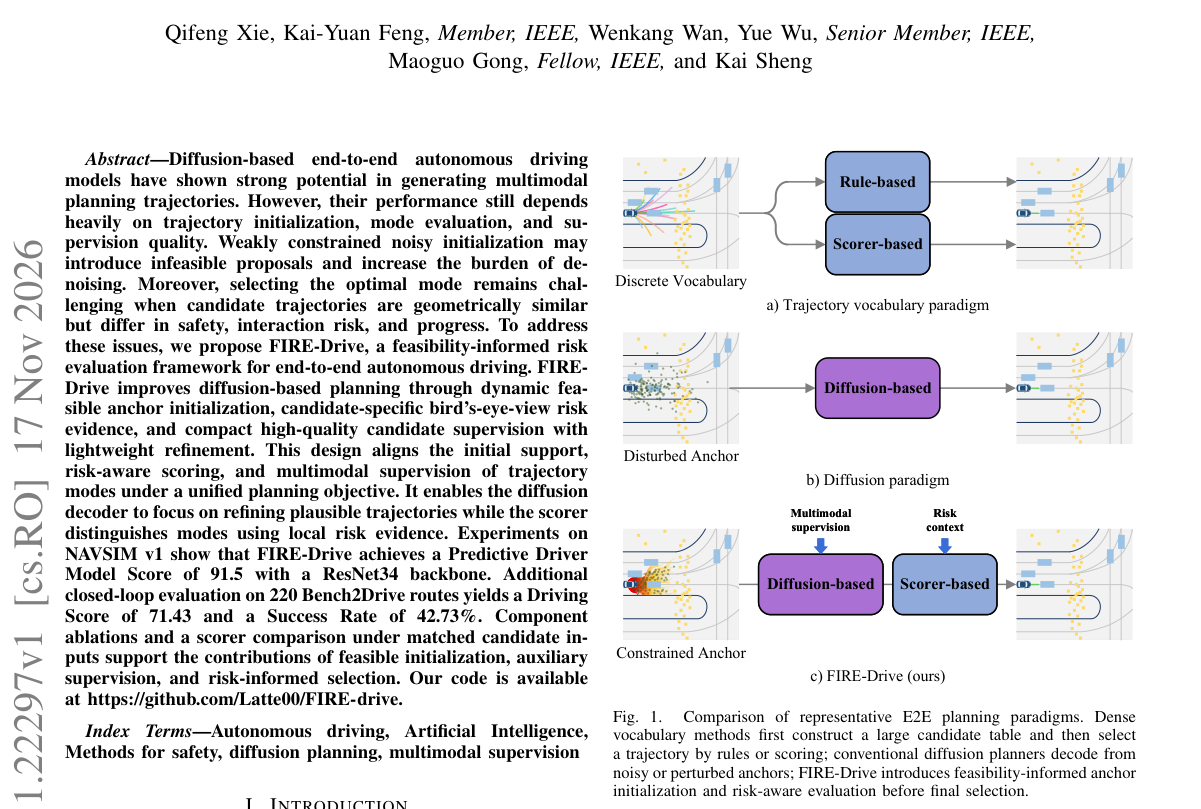 Qifeng Xie, Kai-Yuan Feng, Member, IEEE, Wenkang Wan, Yue Wu, Senior Member, IEEE,
Maoguo Gong, Fellow, IEEE, and Kai Sheng
1.22297v1 [cs.RO] 17 Nov 2026
Abstract—Diffusion-based end-to-end autonomous driving
models have shown strong potential in generating multimodal
planning trajectories. However, their performance still depends
heavily on trajectory initialization, mode evaluation, and su-
pervision quality. Weakly constrained noisy initialization may
introduce infeasible proposals and increase the burden of de-
noising. Moreover, selecting the optimal mode remains chal-
lenging when candidate trajectories are geometrically similar
but differ in safety, interaction risk, and progress. To address
these issues, we propose FIRE-Drive, a feasibility-informed risk
evaluation framework for end-to-end autonomous driving. FIRE-
Drive improves diffusion-based planning through dynamic fea-
sible anchor initialization, candidate-specific bird's-eye-view risk
evidence, and compact high-quality candidate supervision with
lightweight refinement. This design aligns the initial support,
risk-aware scoring, and multimodal supervision of trajectory
modes under a unified planning objective. It enables the diffusion
decoder to focus on refining plausible trajectories while the scorer
distinguishes modes using local risk evidence. Experiments on
NAVSIM v1 show that FIRE-Drive achieves a Predictive Driver
Model Score of 91.5 with a ResNet34 backbone. Additional
closed-loop evaluation on 220 Bench2Drive routes yields a Driving
Score of 71.43 and a Success Rate of 42.73%. Component
ablations and a scorer comparison under matched candidate in-
puts support the contributions of feasible initialization, auxiliary
supervision, and risk-informed selection. Our code is available
at https://github.com/Latte00/FIRE-drive.
Index Terms—Autonomous driving, Artificial Intelligence,
Methods for safety, diffusion planning, multimodal supervision
I. INTRODUCTION
Rule-based
Scorer-based
Discrete Vocabulary
a) Trajectory vocabulary paradigm
Diffusion-based
Disturbed Anchor
b) Diffusion paradigm
Multimodal
supervision
Risk
context
Diffusion-based
Scorer-based
Constrained Anchor
c) FIRE-Drive (ours)
Fig. 1. Comparison of representative E2E planning paradigms. Dense
vocabulary methods first construct a large candidate table and then select
a trajectory by rules or scoring; conventional diffusion planners decode from
noisy or perturbed anchors; FIRE-Drive introduces feasibility-informed anchor
initialization and risk-aware evaluation before final selection.